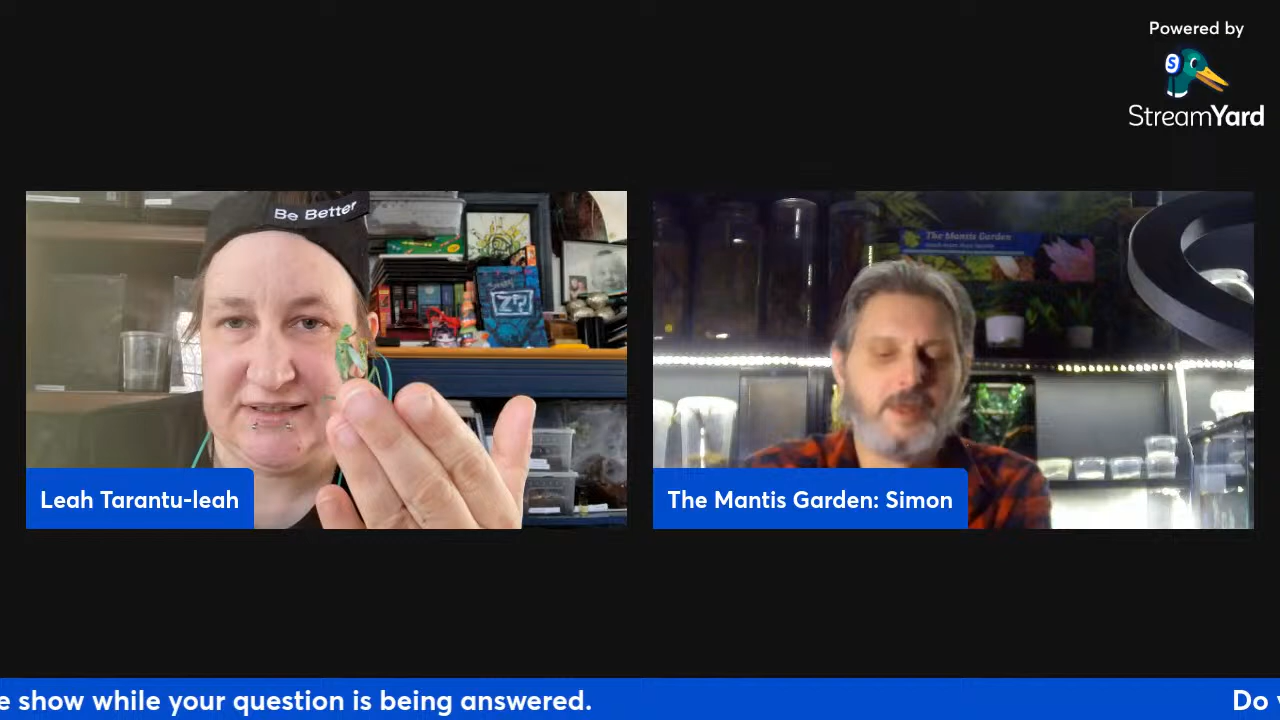 Powered by
S
StreamYard
Be Better
The Mantis Garden
Leah Tarantu-leah
The Mantis Garden: Simon
e show while your question is being answered.
Do